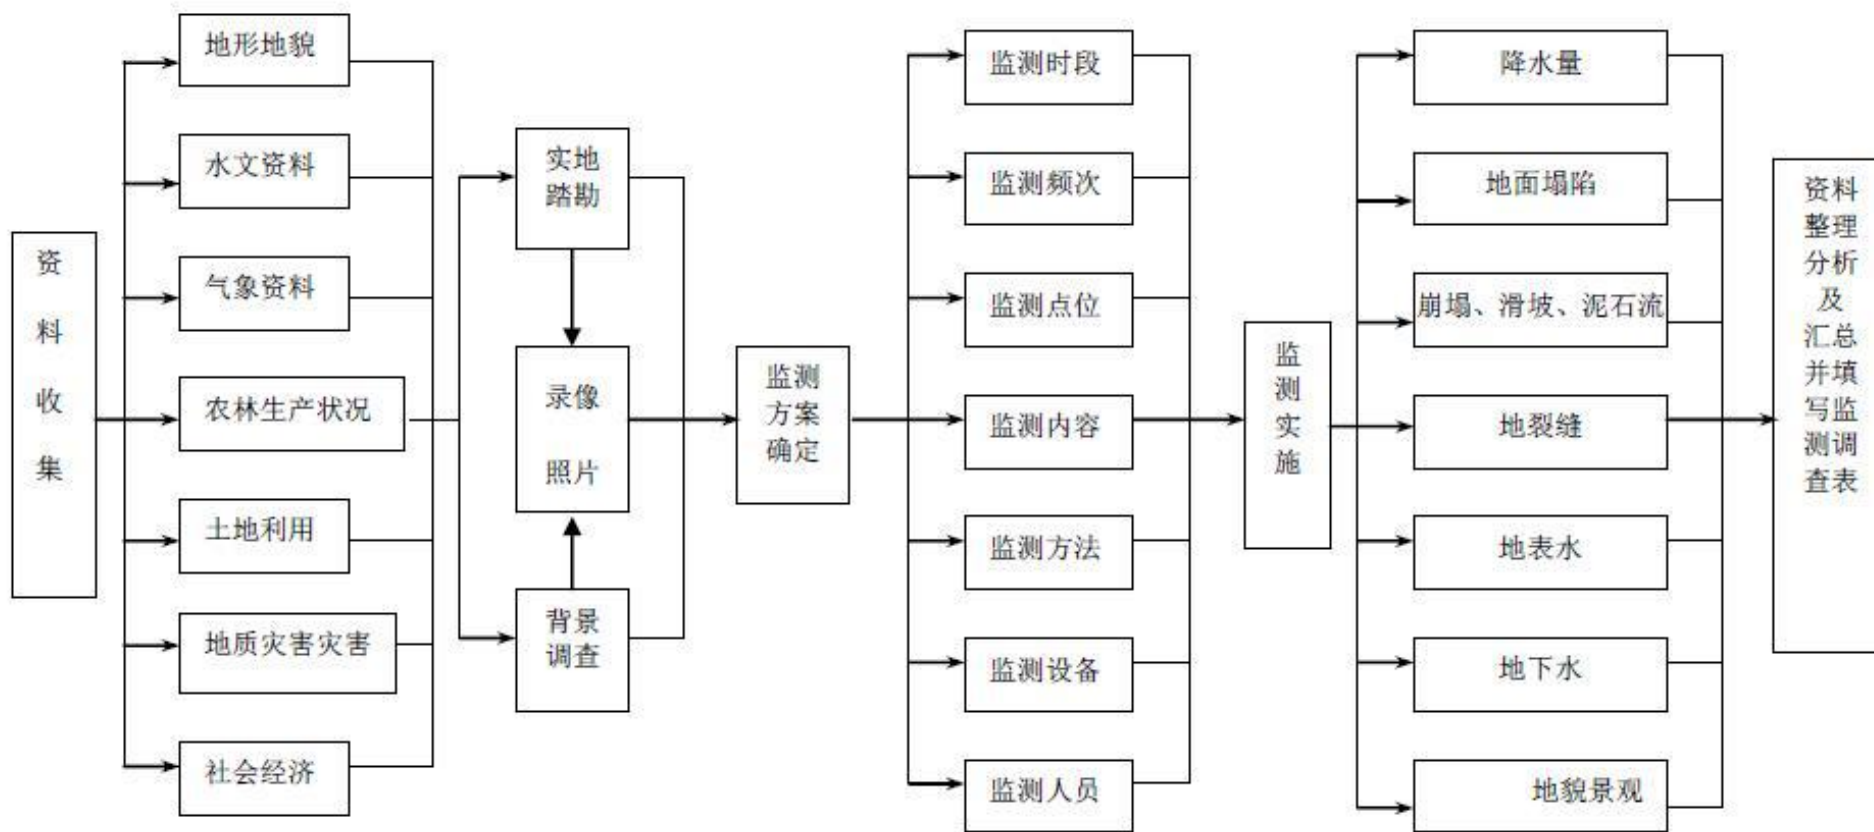 资
料
收
集
地形地貌
水文资料
气象资料
农林生产状况
土地利用
地质灾害灾害
社会经济
实地
踏勘
录像
照片
背景
调查
监测
方案
确定
监测时段
监测频次
监测点位
监测内容
监测方法
监测设备
监测人员
监
测
实
施
降水量
地面塌陷
崩塌、滑坡、泥石流
地裂缝
地表水
地下水
地貌景观
资料
整理
分析
及
汇总
并填
写监
测调
查表